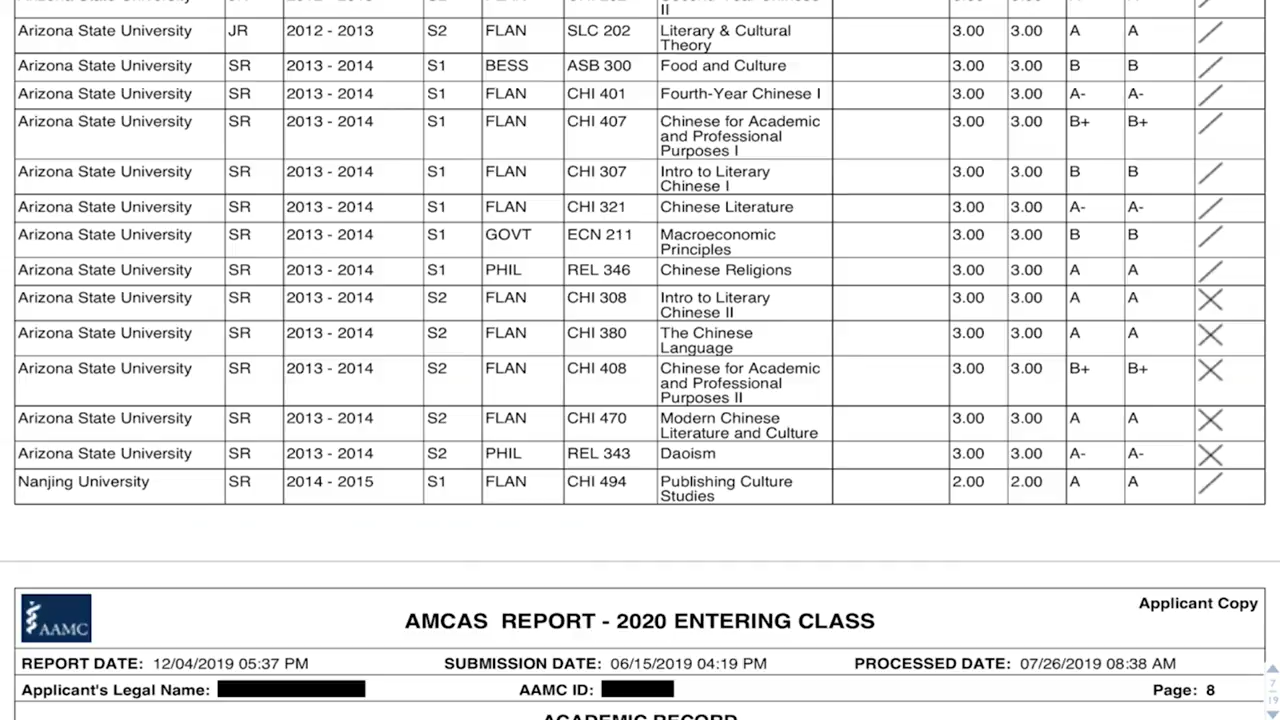 II
Arizona State University JR 2012 - 2013 S2 FLAN SLC 202 Literary & Cultural Theory 3.00 3.00 A A
Arizona State University SR 2013 - 2014 S1 BESS ASB 300 Food and Culture 3.00 3.00 B B
Arizona State University SR 2013 - 2014 S1 FLAN CHI 401 Fourth-Year Chinese I 3.00 3.00 A- A-
Arizona State University SR 2013 - 2014 S1 FLAN CHI 407 Chinese for Academic and Professional Purposes I 3.00 3.00 B+ B+
Arizona State University SR 2013 - 2014 S1 FLAN CHI 307 Intro to Literary Chinese I 3.00 3.00 B B
Arizona State University SR 2013 - 2014 S1 FLAN CHI 321 Chinese Literature 3.00 3.00 A- A-
Arizona State University SR 2013 - 2014 S1 GOVT ECN 211 Macroeconomic Principles 3.00 3.00 B B
Arizona State University SR 2013 - 2014 S1 PHIL REL 346 Chinese Religions 3.00 3.00 A A
Arizona State University SR 2013 - 2014 S2 FLAN CHI 308 Intro to Literary Chinese II 3.00 3.00 A A
Arizona State University SR 2013 - 2014 S2 FLAN CHI 380 The Chinese Language 3.00 3.00 A A
Arizona State University SR 2013 - 2014 S2 FLAN CHI 408 Chinese for Academic and Professional Purposes II 3.00 3.00 B+ B+
Arizona State University SR 2013 - 2014 S2 FLAN CHI 470 Modern Chinese Literature and Culture 3.00 3.00 A A
Arizona State University SR 2013 - 2014 S2 PHIL REL 343 Daoism 3.00 3.00 A- A-
Nanjing University SR 2014 - 2015 S1 FLAN CHI 494 Publishing Culture Studies 2.00 2.00 A A
Applicant Copy
AAMC
AMCAS REPORT - 2020 ENTERING CLASS
REPORT DATE: 12/04/2019 05:37 PM SUBMISSION DATE: 06/15/2019 04:19 PM PROCESSED DATE: 07/26/2019 08:38 AM
Applicant's Legal Name: AAMC ID: Page: 8
7
19
ACADEMIC RECORD